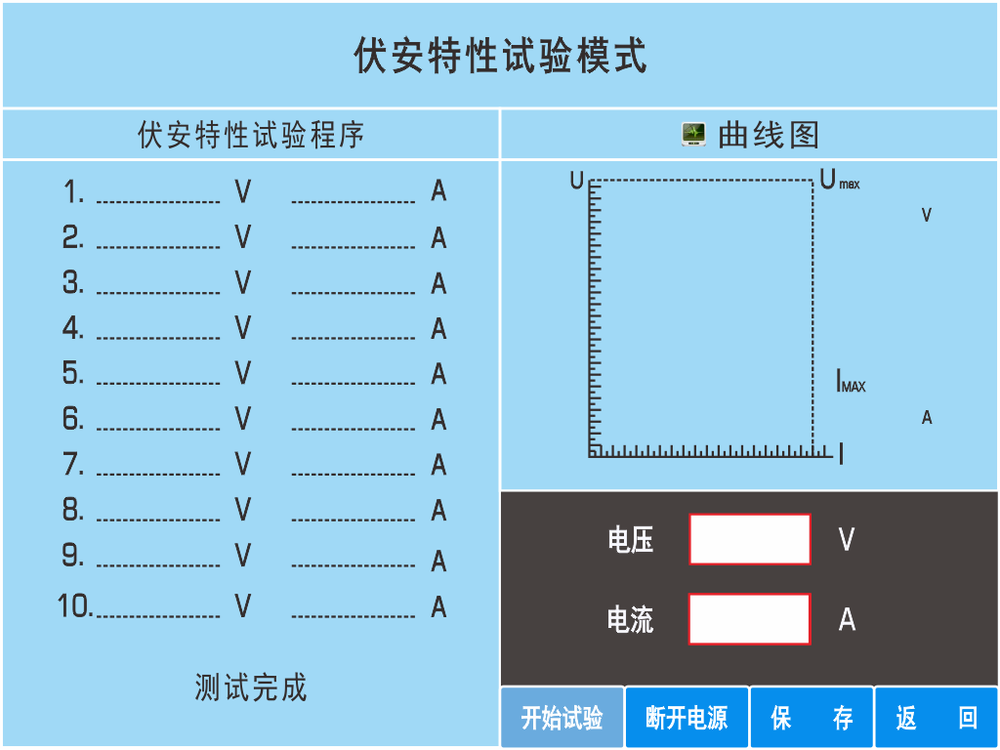 伏安特性试验模式
伏安特性试验程序
1. V A
2. V A
3. V A
4. V A
5. V A
6. V A
7. V A
8. V A
9. V A
10. V A
测试完成
曲线图
U
U max
V
I MAX
A
I
电压 V
电流 A
开始试验 断开电源 保 存 返 回